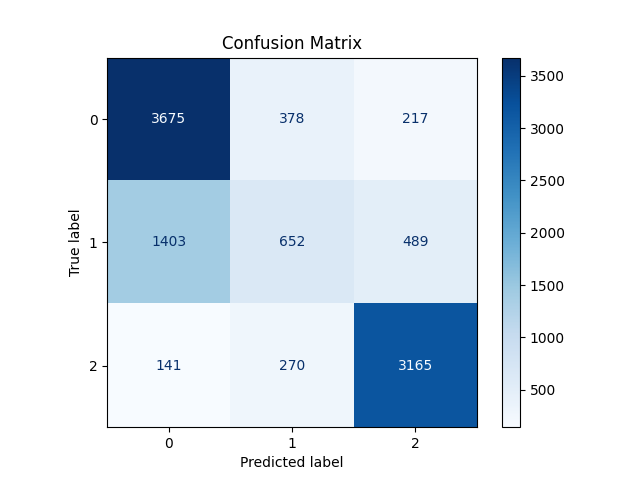 Confusion Matrix
True label
0
3675 378 217
1
1403 652 489
2
141 270 3165
0 1 2
Predicted label
3500
3000
2500
2000
1500
1000
500